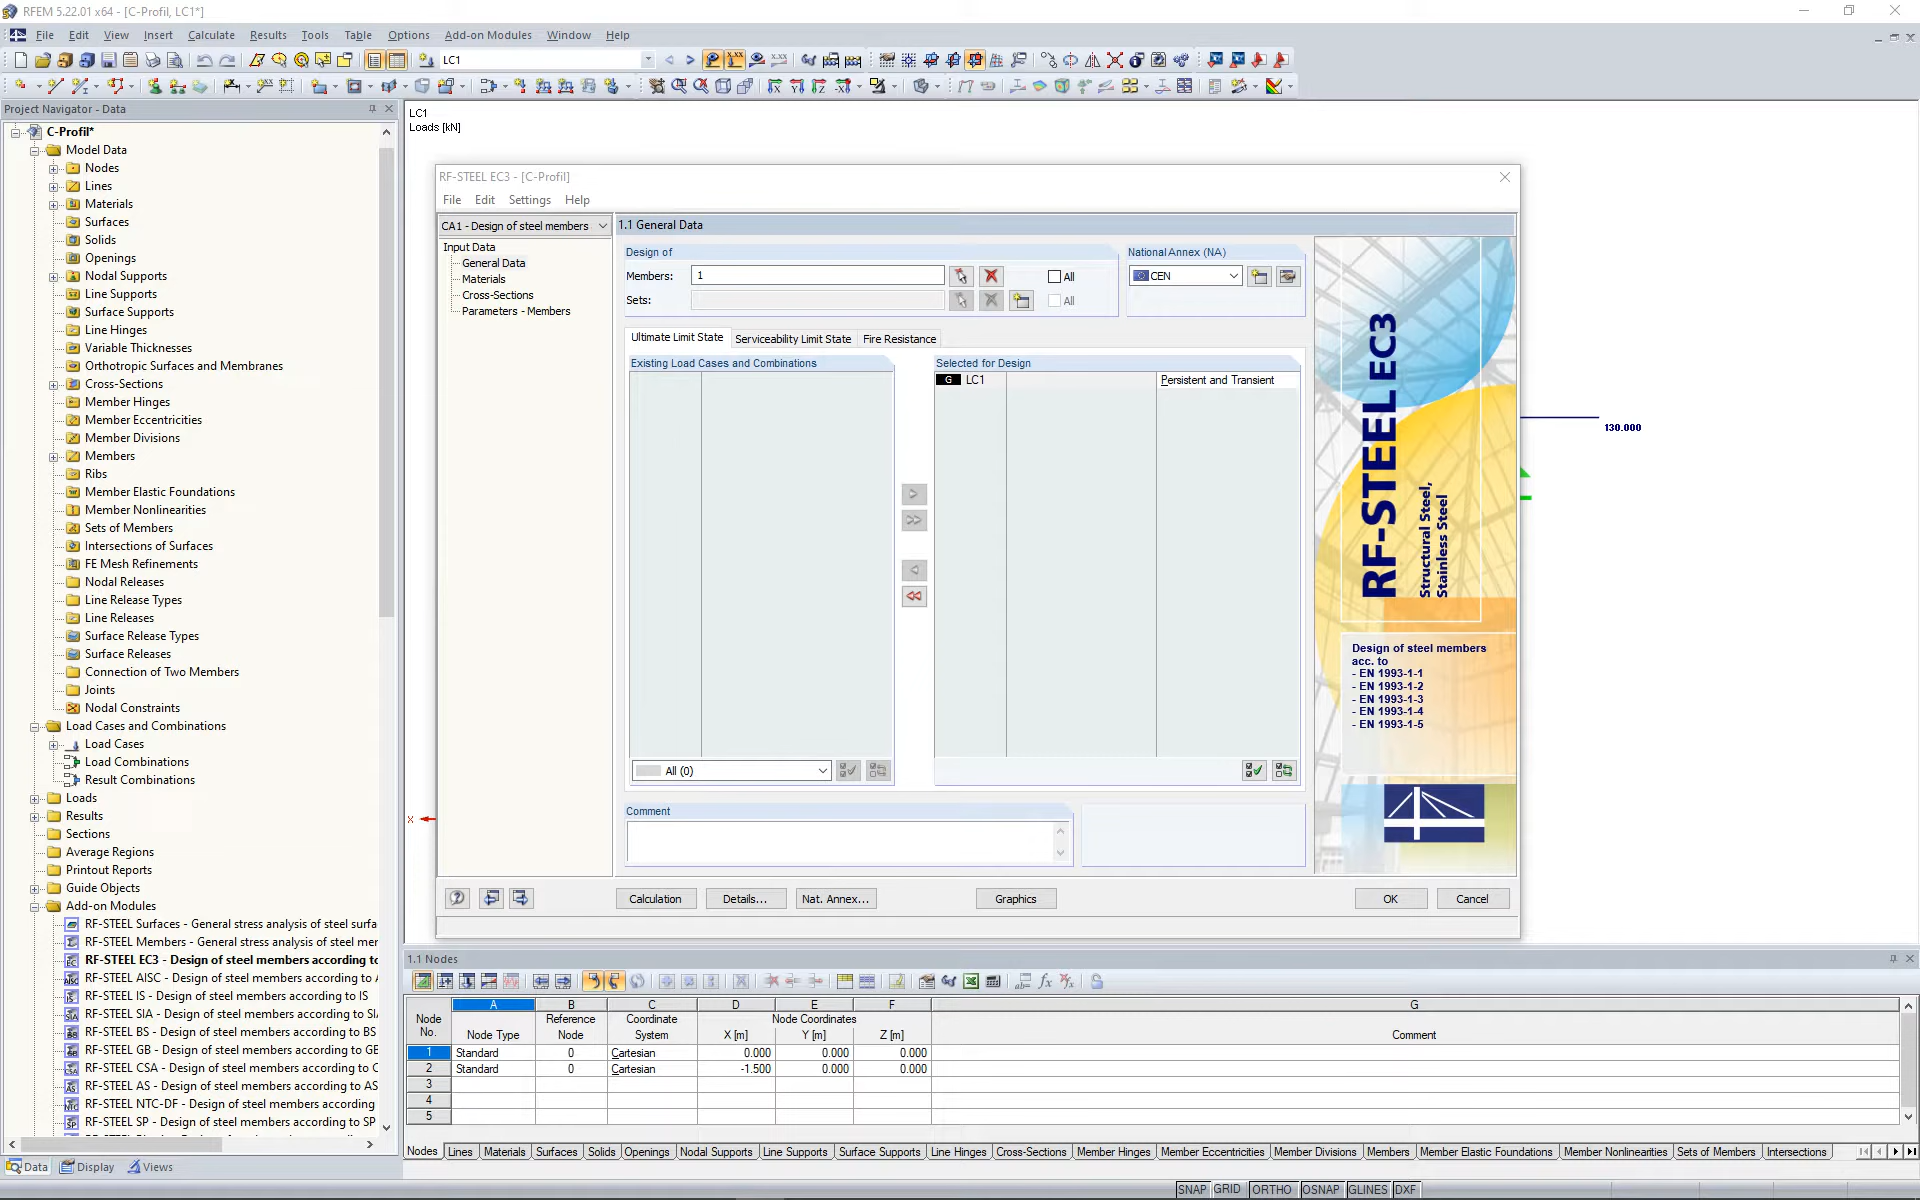 RFEM 5.22.01 x64 - [C-Profil, LC1*]
File Edit View Insert Calculate Results Tools Table Options Add-on Modules Window Help
LC1
Project Navigator - Data
C-Profil*
Model Data
Nodes
Lines
Materials
Surfaces
Solids
Openings
Nodal Supports
Line Supports
Surface Supports
Line Hinges
Variable Thicknesses
Orthotropic Surfaces and Membranes
Cross-Sections
Member Hinges
Member Eccentricities
Member Divisions
Members
Ribs
Member Elastic Foundations
Member Nonlinearities
Sets of Members
Intersections of Surfaces
FE Mesh Refinements
Nodal Releases
Line Release Types
Line Releases
Surface Release Types
Surface Releases
Connection of Two Members
Joints
Nodal Constraints
Load Cases and Combinations
Load Cases
Load Combinations
Result Combinations
Loads
Results
Sections
Average Regions
Printout Reports
Guide Objects
Add-on Modules
RF-STEEL Surfaces - General stress analysis of steel surfa
RF-STEEL Members - General stress analysis of steel mer
RF-STEEL EC3 - Design of steel members according to
RF-STEEL AISC - Design of steel members according to A
RF-STEEL IS - Design of steel members according to IS
RF-STEEL SIA - Design of steel members according to SI
RF-STEEL BS - Design of steel members according to BS
RF-STEEL GB - Design of steel members according to GE
RF-STEEL CSA - Design of steel members according to C
RF-STEEL AS - Design of steel members according to AS
RF-STEEL NTC-DF - Design of steel members according
RF-STEEL SP - Design of steel members according to SP
Data Display Views
LC1
Loads [kN]
130.000
x
RF-STEEL EC3 - [C-Profil]
File Edit Settings Help
CA1 - Design of steel members
Input Data
General Data
Materials
Cross-Sections
Parameters - Members
1.1 General Data
Design of
Members: 1 All
Sets: All
National Annex (NA)
CEN
Ultimate Limit State Serviceability Limit State Fire Resistance
Existing Load Cases and Combinations
Selected for Design
G LC1 Persistent and Transient
All (0)
Comment
RF-STEEL EC3
Structural Steel,
Stainless Steel
Design of steel members
acc. to
- EN 1993-1-1
- EN 1993-1-2
- EN 1993-1-3
- EN 1993-1-4
- EN 1993-1-5
Calculation Details... Nat. Annex... Graphics OK Cancel
1.1 Nodes
A B C D E F G
Node Reference Coordinate Node Coordinates
No. Node Type Node System X [m] Y [m] Z [m] Comment
1 Standard 0 Cartesian 0.000 0.000 0.000
2 Standard 0 Cartesian -1.500 0.000 0.000
3
4
5
Nodes Lines Materials Surfaces Solids Openings Nodal Supports Line Supports Surface Supports Line Hinges Cross-Sections Member Hinges Member Eccentricities Member Divisions Members Member Elastic Foundations Member Nonlinearities Sets of Members Intersections
SNAP GRID ORTHO OSNAP GLINES DXF